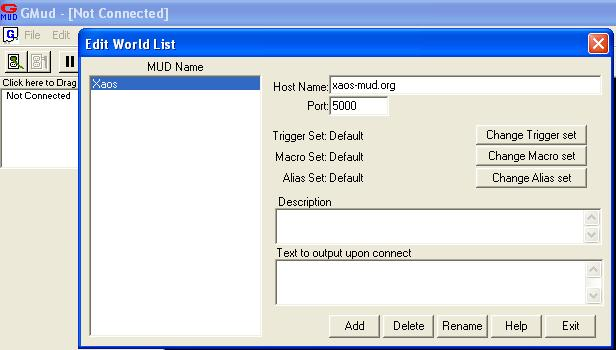 GMud - [Not Connected]
File Edit
Click here to Drag
Not Connected
Edit World List
MUD Name
Xaos
Host Name: xaos-mud.org
Port: 5000
Trigger Set: Default
Change Trigger set
Macro Set: Default
Change Macro set
Alias Set: Default
Change Alias set
Description
Text to output upon connect
Add Delete Rename Help Exit